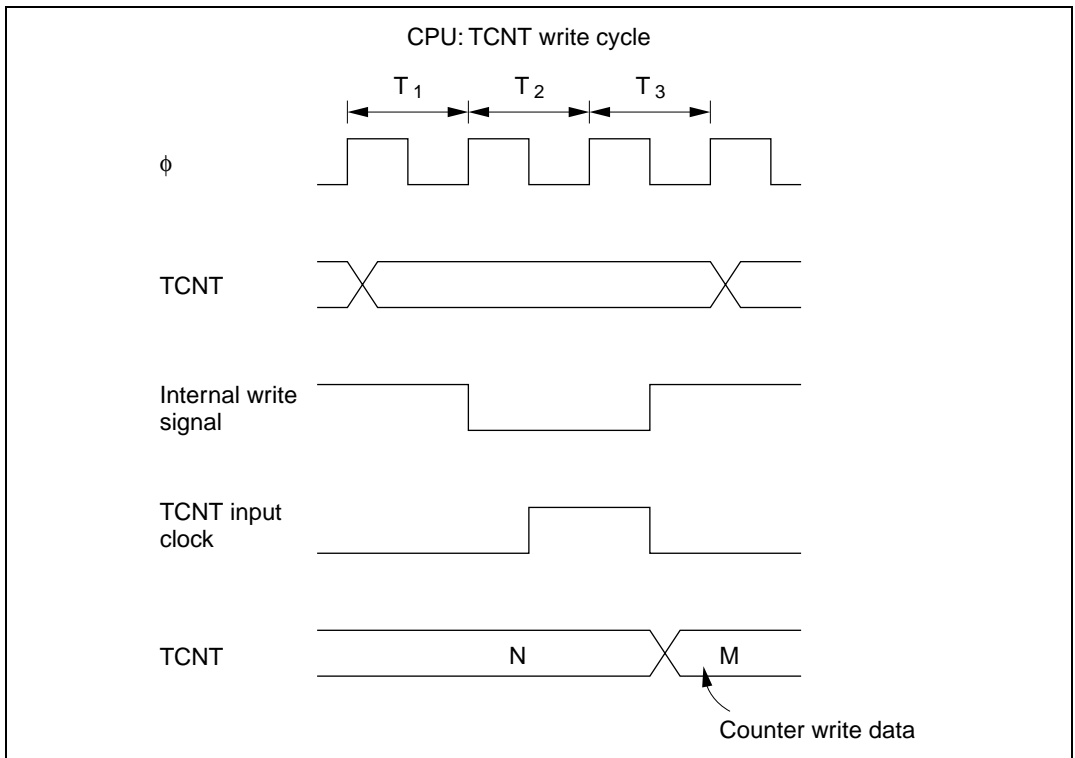 CPU: TCNT write cycle
T1 T2 T3
ϕ
TCNT
Internal write
signal
TCNT input
clock
TCNT
N M
Counter write data